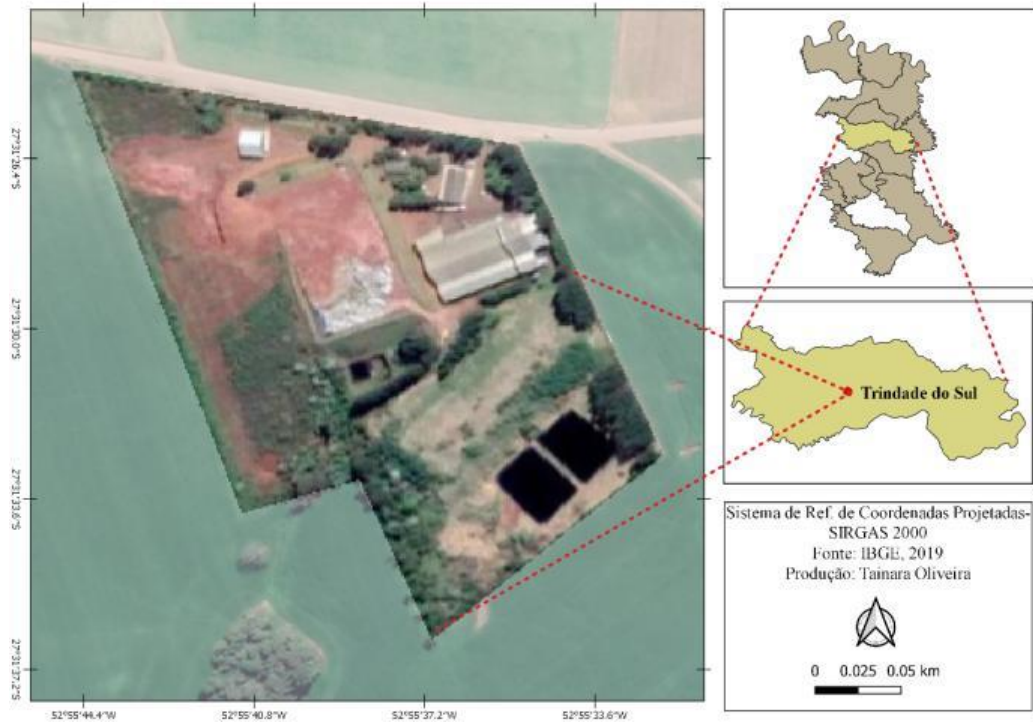 27°31'26.4"S
27°31'30.0"S
27°31'33.6"S
27°31'37.2"S
52°55'44.4"W
52°55'40.8"W
52°55'37.2"W
52°55'33.6"W
Trindade do Sul
Sistema de Ref. de Coordenadas Projetadas-
SIRGAS 2000
Fonte: IBGE, 2019
Produção: Tainara Oliveira
0 0.025 0.05 km